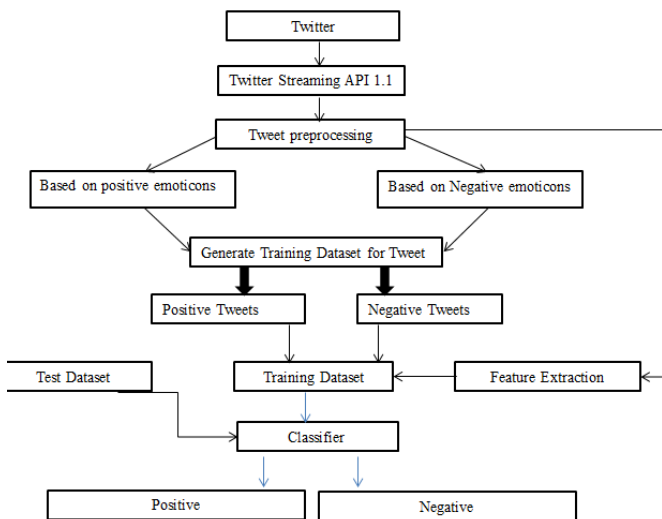 Twitter
Twitter Streaming API 1.1
Tweet preprocessing
Based on positive emoticons
Based on Negative emoticons
Generate Training Dataset for Tweet
Positive Tweets
Negative Tweets
Test Dataset
Training Dataset
Feature Extraction
Classifier
Positive
Negative